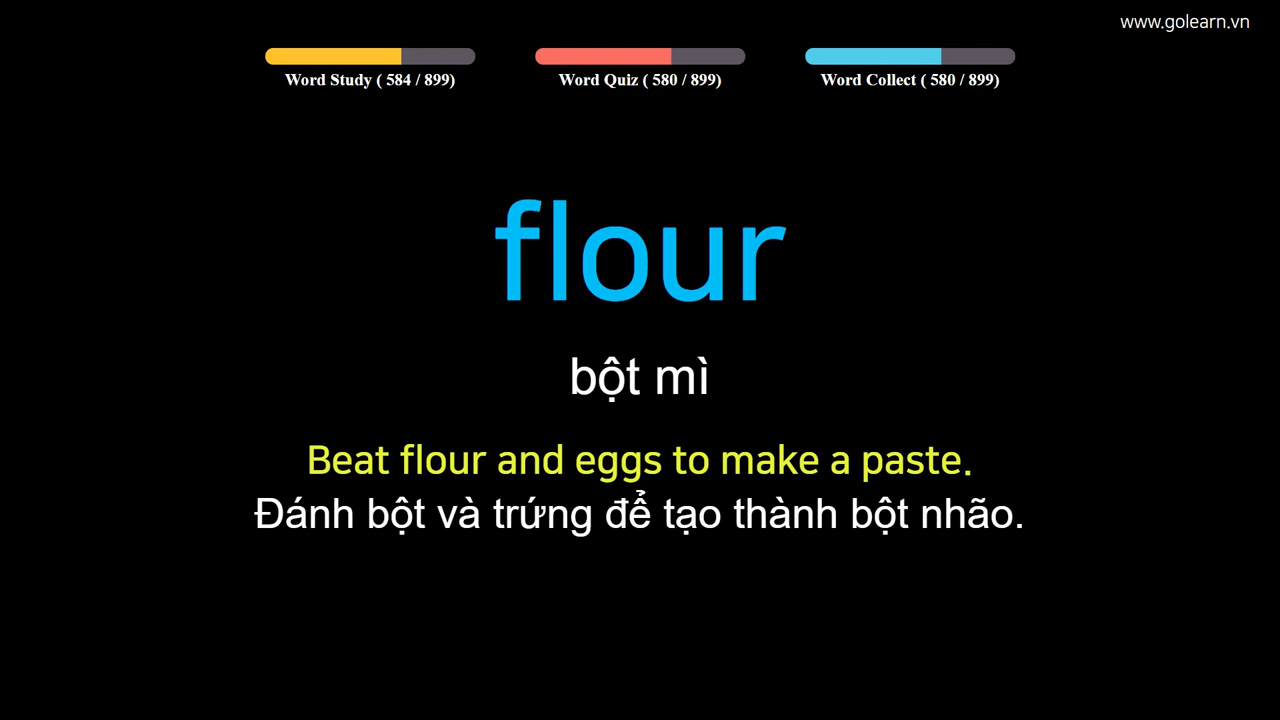 www.golearn.vn
Word Study ( 584 / 899)
Word Quiz ( 580 / 899)
Word Collect ( 580 / 899)
flour
bột mì
Beat flour and eggs to make a paste.
Đánh bột và trứng để tạo thành bột nhão.